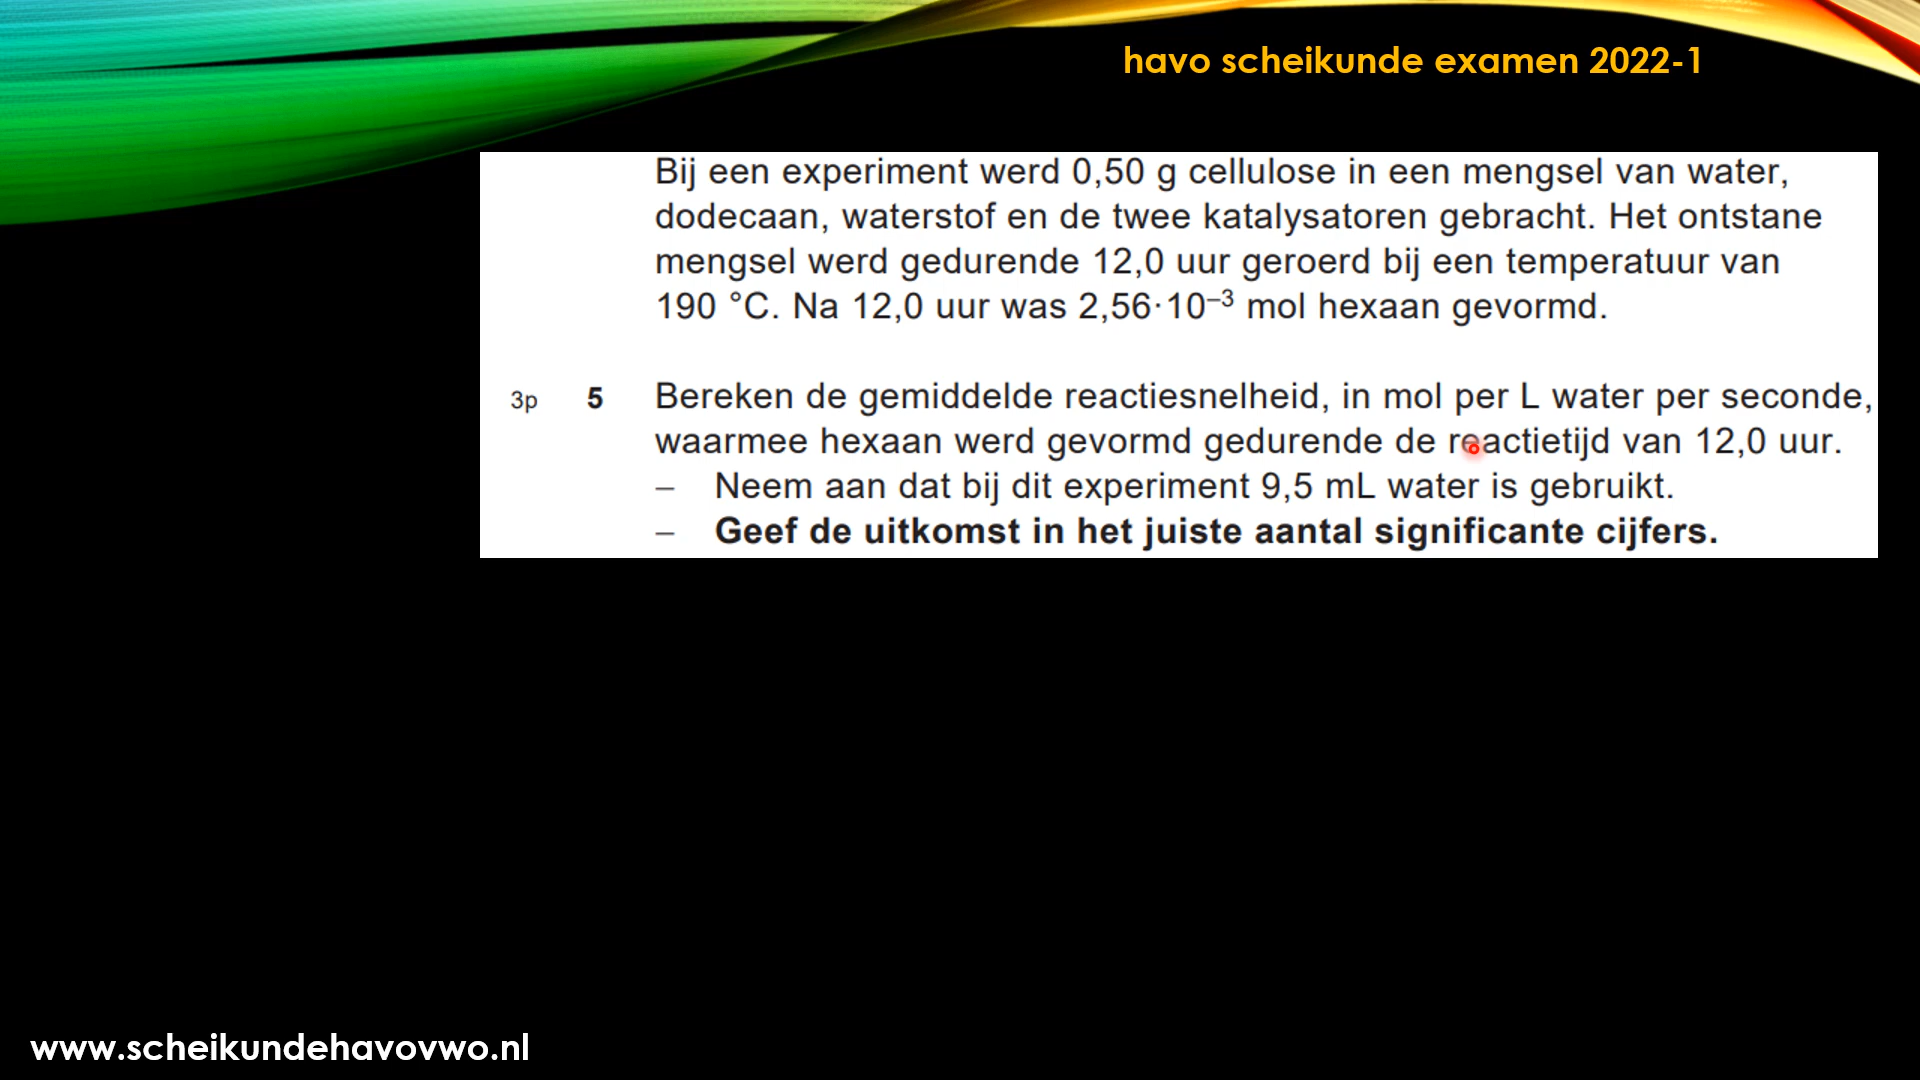 havo scheikunde examen 2022-1
Bij een experiment werd 0,50 g cellulose in een mengsel van water,
dodecaan, waterstof en de twee katalysatoren gebracht. Het ontstane
mengsel werd gedurende 12,0 uur geroerd bij een temperatuur van
190 °C. Na 12,0 uur was 2,56·10⁻³ mol hexaan gevormd.
3p 5 Bereken de gemiddelde reactiesnelheid, in mol per L water per seconde,
waarmee hexaan werd gevormd gedurende de reactietijd van 12,0 uur.
– Neem aan dat bij dit experiment 9,5 mL water is gebruikt.
– Geef de uitkomst in het juiste aantal significante cijfers.
www.scheikundehavovwo.nl